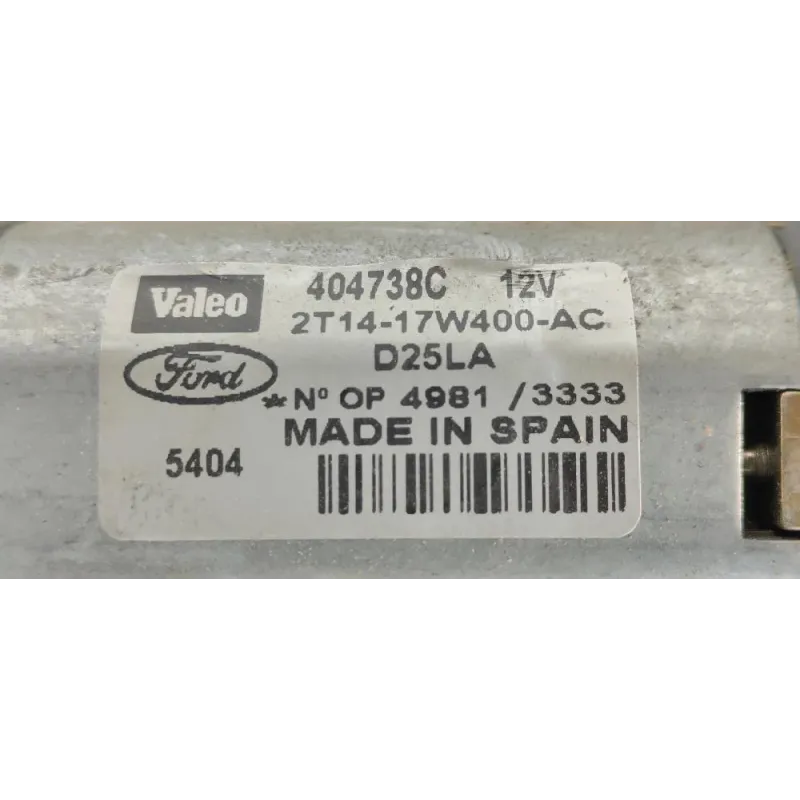 Valeo 404738C 12V
2T14-17W400-AC
Ford D25LA
*Nº OP 4981 /3333
MADE IN SPAIN
5404